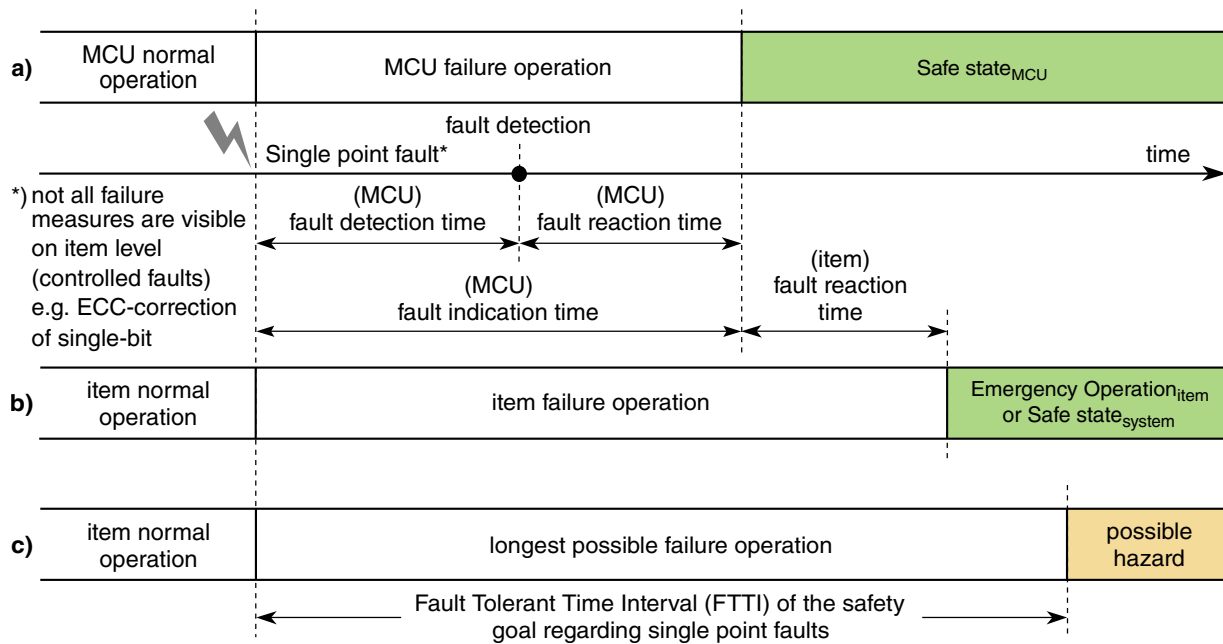 a)
MCU normal
operation
MCU failure operation
Safe stateMCU
fault detection
Single point fault*
time
*) not all failure
measures are visible
on item level
(controlled faults)
e.g. ECC-correction
of single-bit
(MCU)
fault detection time
(MCU)
fault reaction time
(MCU)
fault indication time
(item)
fault reaction
time
b)
item normal
operation
item failure operation
Emergency Operationitem
or Safe statesystem
c)
item normal
operation
longest possible failure operation
possible
hazard
Fault Tolerant Time Interval (FTTI) of the safety
goal regarding single point faults